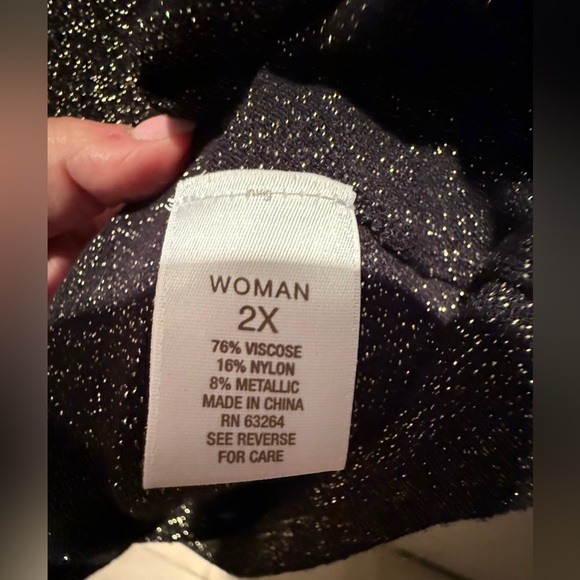 WOMAN
2X
76% VISCOSE
16% NYLON
8% METALLIC
MADE IN CHINA
RN 63264
SEE REVERSE
FOR CARE